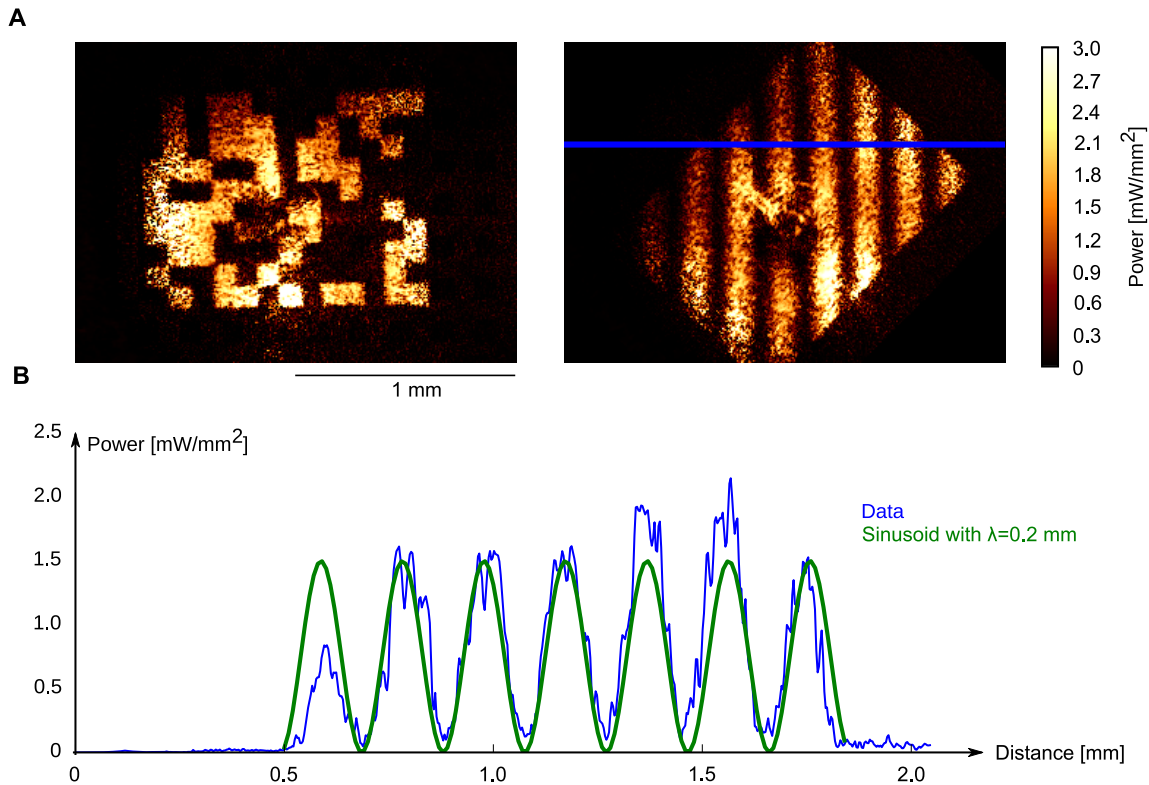 A
3.0
2.7
2.4
2.1
1.8
1.5
1.2
0.9
0.6
0.3
0
Power [mW/mm²]
1 mm
B
Power [mW/mm²]
2.5
2.0
1.5
1.0
0.5
0
Data
Sinusoid with λ=0.2 mm
0
0.5
1.0
1.5
2.0
Distance [mm]